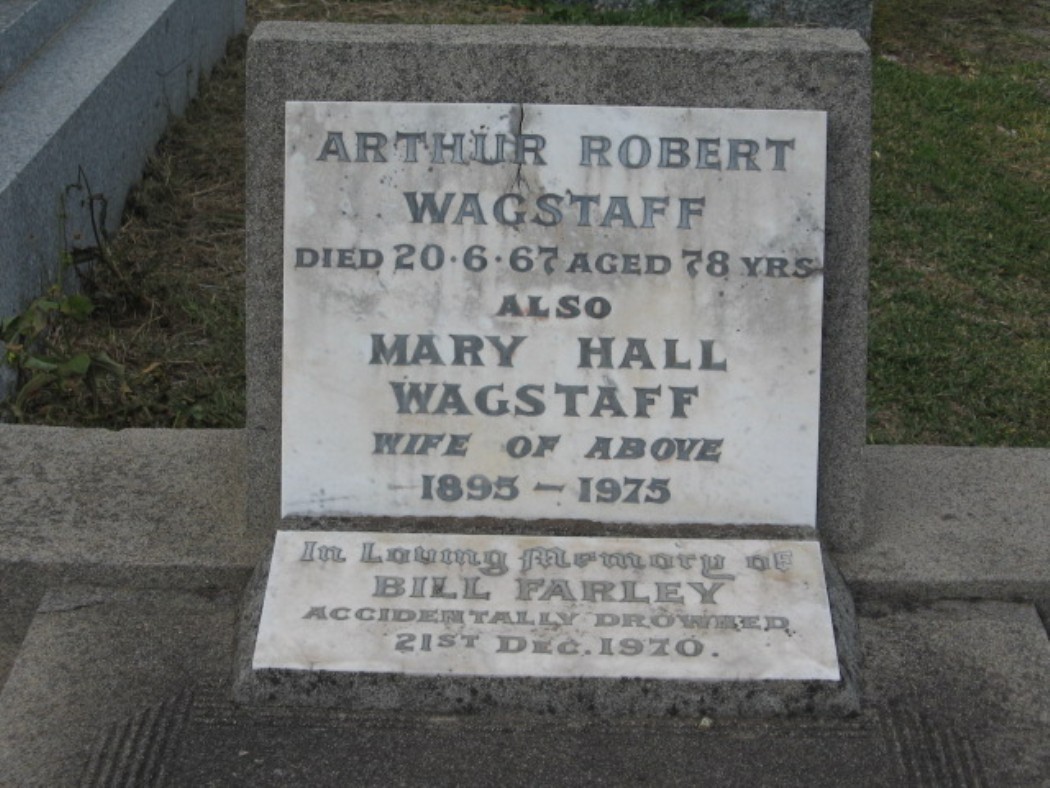 ARTHUR ROBERT
WAGSTAFF
DIED 20·6·67 AGED 78 YRS
ALSO
MARY HALL
WAGSTAFF
WIFE OF ABOVE
1895 – 1975
In Loving Memory of
BILL FARLEY
ACCIDENTALLY DROWNED
21ST DEC. 1970.